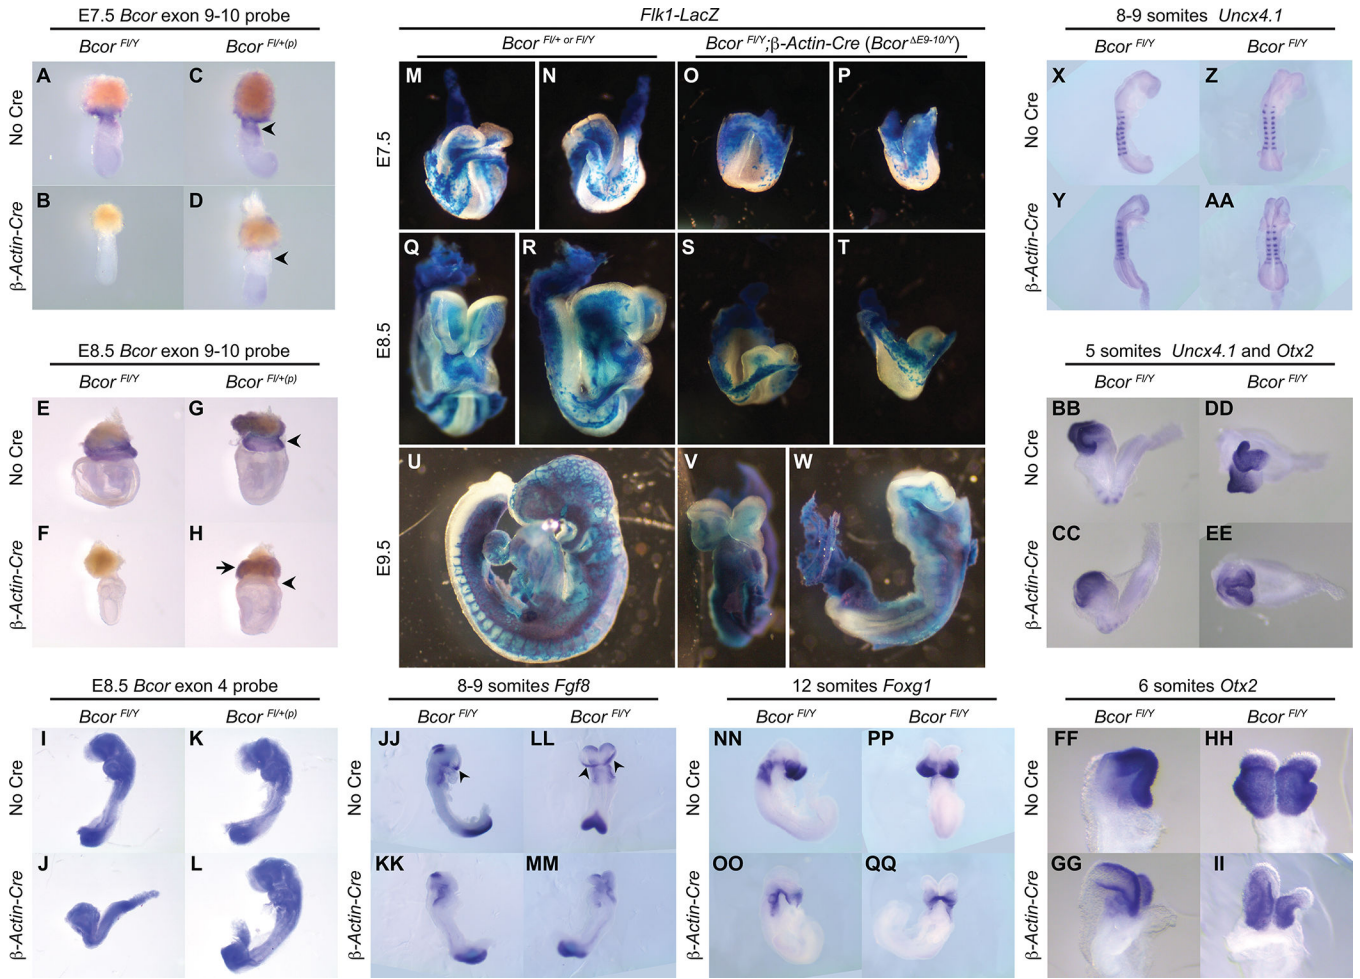 E7.5 Bcor exon 9-10 probe
Bcor Fl/Y Bcor Fl/+(p)
No Cre
A C
β-Actin-Cre
B D
E8.5 Bcor exon 9-10 probe
Bcor Fl/Y Bcor Fl/+(p)
No Cre
E G
β-Actin-Cre
F H
E8.5 Bcor exon 4 probe
Bcor Fl/Y Bcor Fl/+(p)
No Cre
I K
β-Actin-Cre
J L
Flk1-LacZ
Bcor Fl/+ or Fl/Y Bcor Fl/Y;β-Actin-Cre (Bcor ΔE9-10/Y)
E7.5
M N O P
E8.5
Q R S T
E9.5
U V W
8-9 somites Fgf8
Bcor Fl/Y Bcor Fl/Y
No Cre
JJ LL
β-Actin-Cre
KK MM
12 somites Foxg1
Bcor Fl/Y Bcor Fl/Y
No Cre
NN PP
β-Actin-Cre
OO QQ
8-9 somites Uncx4.1
Bcor Fl/Y Bcor Fl/Y
No Cre
X Z
β-Actin-Cre
Y AA
5 somites Uncx4.1 and Otx2
Bcor Fl/Y Bcor Fl/Y
No Cre
BB DD
β-Actin-Cre
CC EE
6 somites Otx2
Bcor Fl/Y Bcor Fl/Y
No Cre
FF HH
β-Actin-Cre
GG II